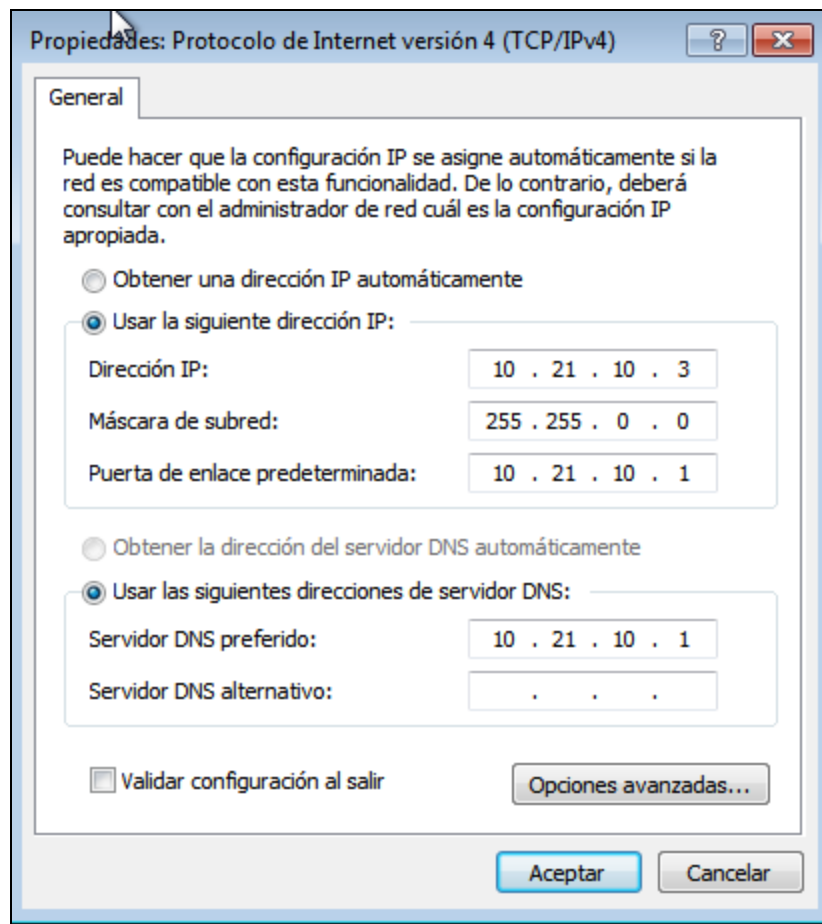 Propiedades: Protocolo de Internet versión 4 (TCP/IPv4)
General
Puede hacer que la configuración IP se asigne automáticamente si la
red es compatible con esta funcionalidad. De lo contrario, deberá
consultar con el administrador de red cuál es la configuración IP
apropiada.
Obtener una dirección IP automáticamente
Usar la siguiente dirección IP:
Dirección IP: 10 . 21 . 10 . 3
Máscara de subred: 255 . 255 . 0 . 0
Puerta de enlace predeterminada: 10 . 21 . 10 . 1
Obtener la dirección del servidor DNS automáticamente
Usar las siguientes direcciones de servidor DNS:
Servidor DNS preferido: 10 . 21 . 10 . 1
Servidor DNS alternativo: . . .
Validar configuración al salir Opciones avanzadas...
Aceptar Cancelar